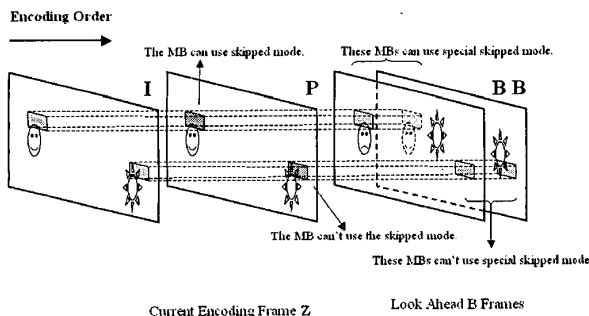 Encoding Order
The MB can use skipped mode.
These MBs can use special skipped mode.
I
P
B B
The MB can't use the skipped mode.
These MBs can't use special skipped mode
Current Encoding Frame Z
Look Ahead B Frames